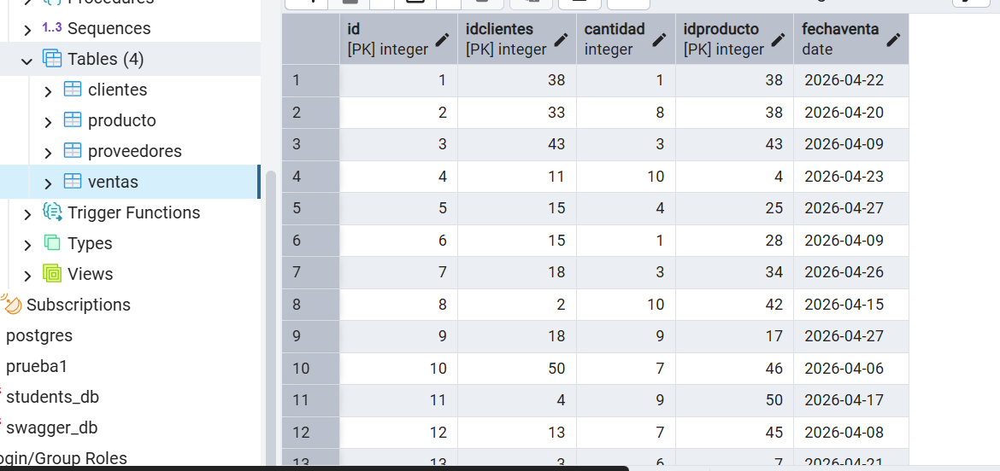 Procedures
1..3 Sequences
Tables (4)
clientes
producto
proveedores
ventas
Trigger Functions
Types
Views
Subscriptions
postgres
prueba1
students_db
swagger_db
ogin/Group Roles
id idclientes cantidad idproducto fechaventa
[PK] integer [PK] integer integer [PK] integer date
1 1 38 1 38 2026-04-22
2 2 33 8 38 2026-04-20
3 3 43 3 43 2026-04-09
4 4 11 10 4 2026-04-23
5 5 15 4 25 2026-04-27
6 6 15 1 28 2026-04-09
7 7 18 3 34 2026-04-26
8 8 2 10 42 2026-04-15
9 9 18 9 17 2026-04-27
10 10 50 7 46 2026-04-06
11 11 4 9 50 2026-04-17
12 12 13 7 45 2026-04-08
13 13 3 6 7 2026-04-21